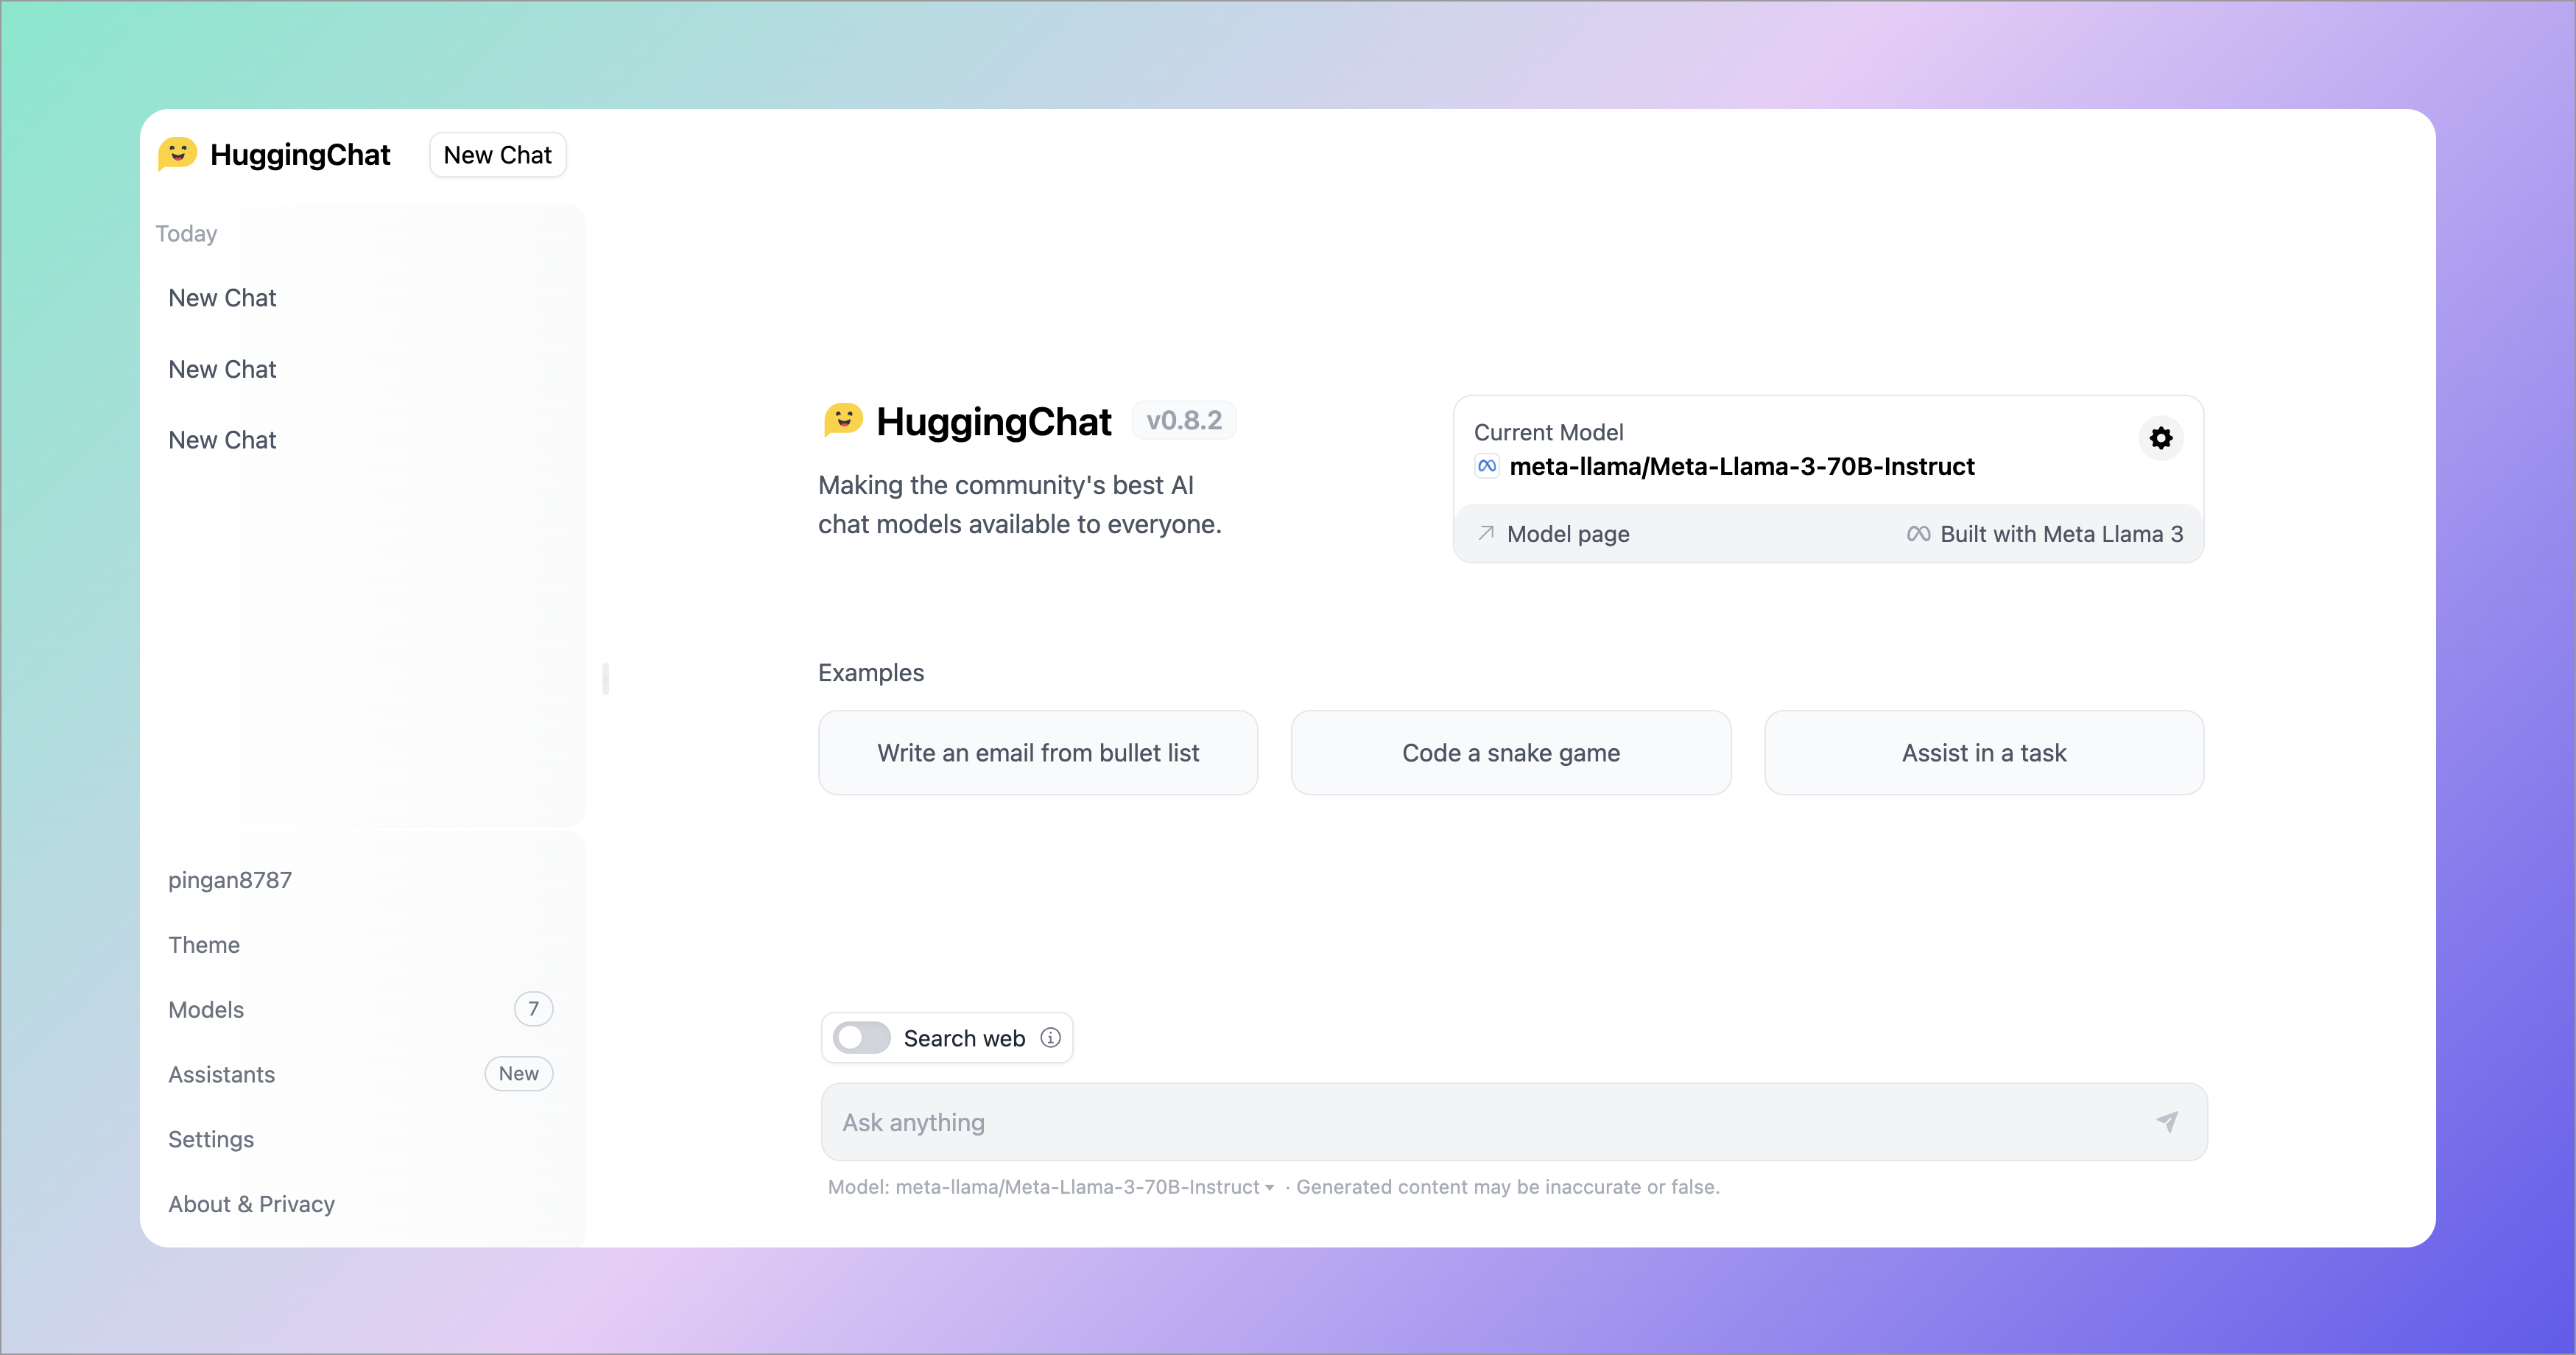 HuggingChat
New Chat
Today
New Chat
New Chat
New Chat
pingan8787
Theme
Models 7
Assistants New
Settings
About & Privacy
HuggingChat v0.8.2
Making the community's best AI
chat models available to everyone.
Current Model
meta-llama/Meta-Llama-3-70B-Instruct
Model page
Built with Meta Llama 3
Examples
Write an email from bullet list
Code a snake game
Assist in a task
Search web
Ask anything
Model: meta-llama/Meta-Llama-3-70B-Instruct · Generated content may be inaccurate or false.